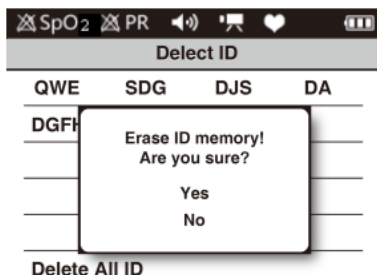 SpO2 PR
Delect ID
QWE SDG DJS DA
DGFH
Erase ID memory!
Are you sure?
Yes
No
Delete All ID